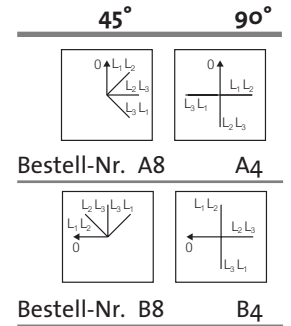 45° 90°
0 L₁ L₂ 0
L₂ L₃ L₁ L₂
L₃ L₁ L₃ L₁
L₂ L₃
Bestell-Nr. A8 A4
L₂ L₃ L₃ L₁ L₁ L₂
L₁ L₂ L₂ L₃
0 0
L₃ L₁
Bestell-Nr. B8 B4